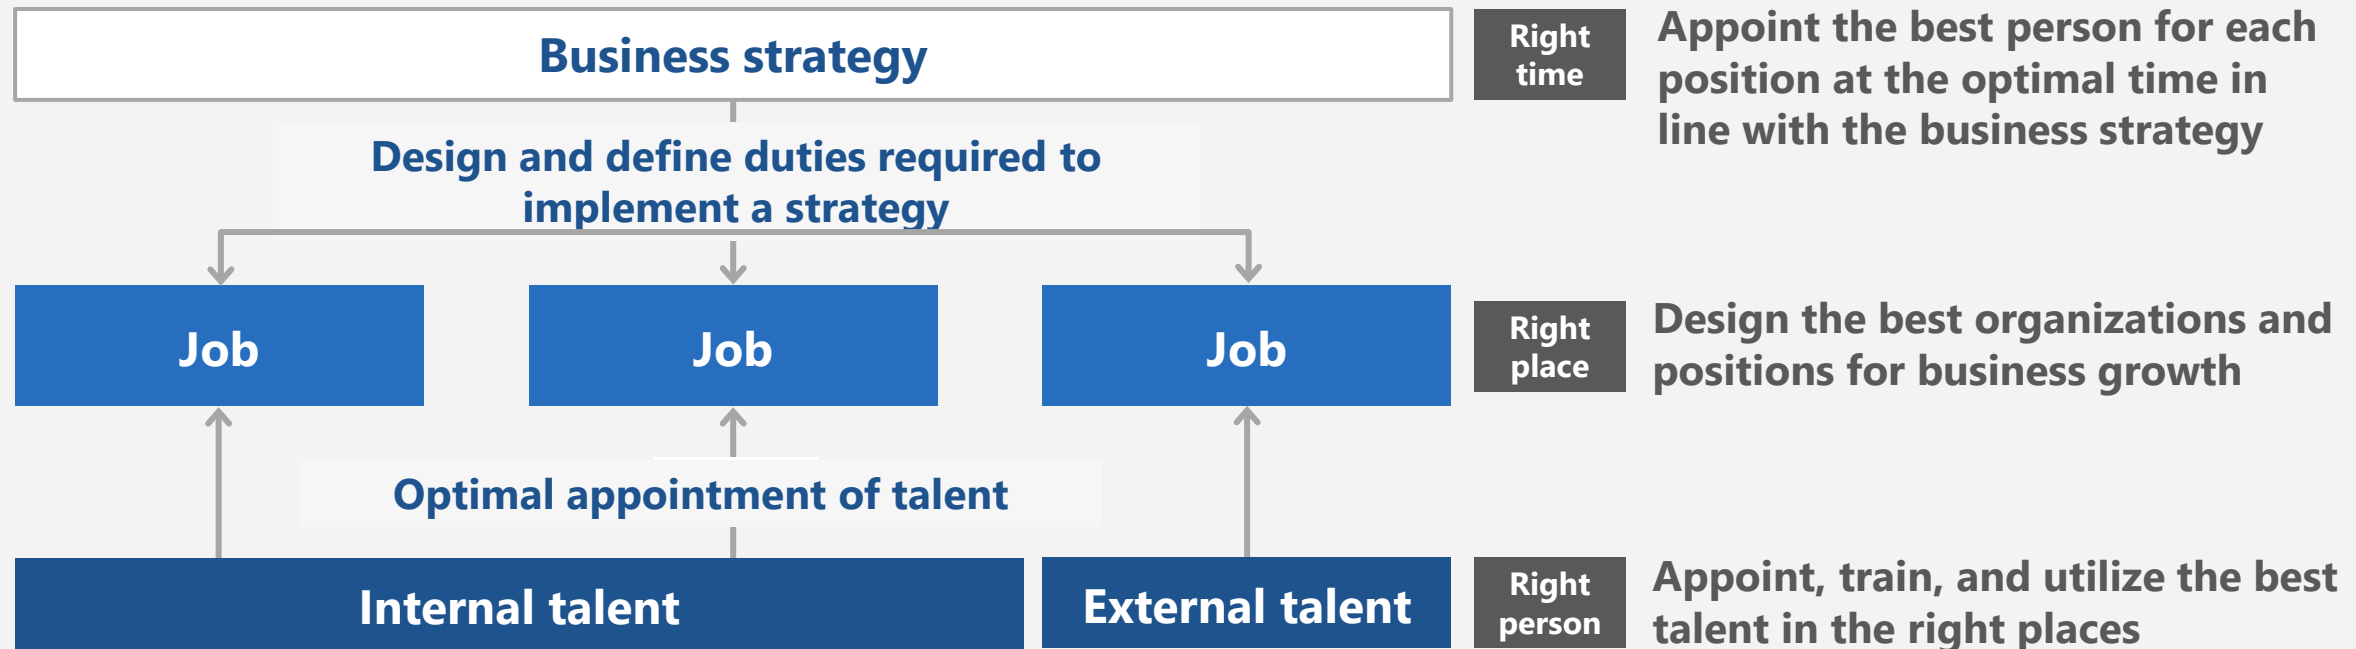 Business strategy
Right
time
Appoint the best person for each
position at the optimal time in
line with the business strategy
Design and define duties required to
implement a strategy
Job
Job
Job
Right
place
Design the best organizations and
positions for business growth
Optimal appointment of talent
Internal talent
External talent
Right
person
Appoint, train, and utilize the best
talent in the right places